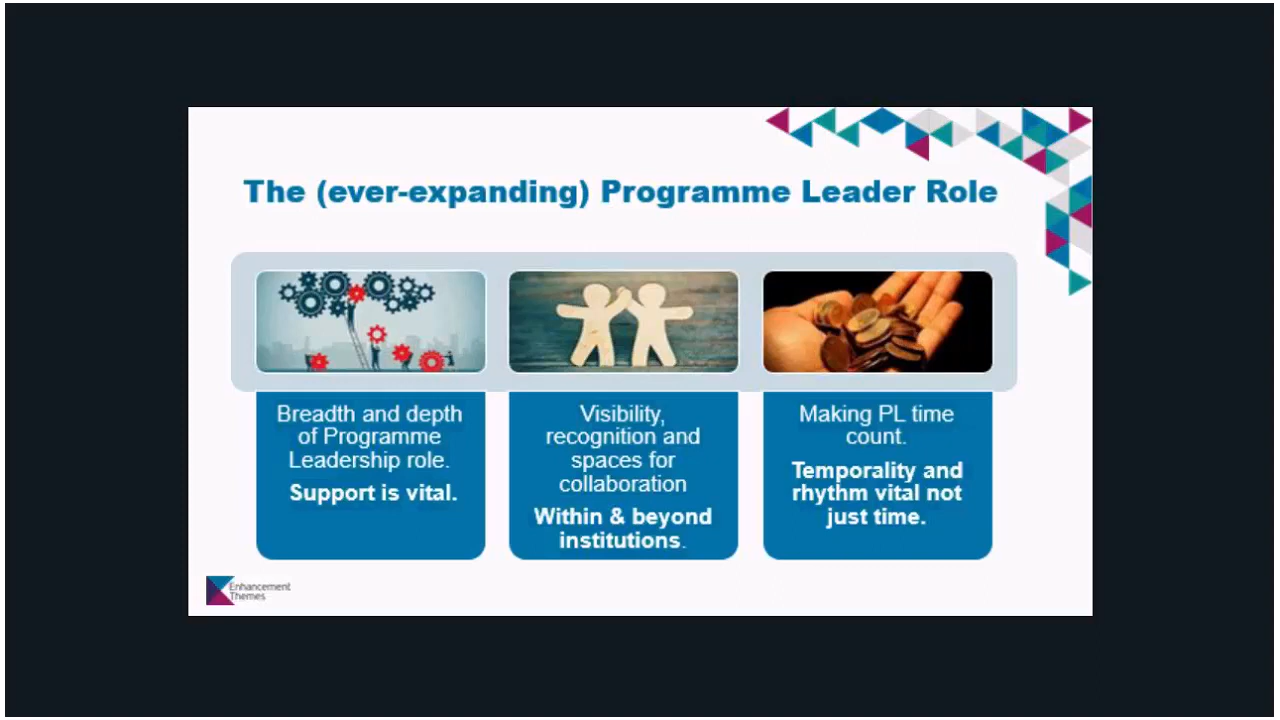 The (ever-expanding) Programme Leader Role
Breadth and depth
of Programme
Leadership role.
Support is vital.
Visibility,
recognition and
spaces for
collaboration
Within & beyond
institutions.
Making PL time
count.
Temporality and
rhythm vital not
just time.
Enhancement
Themes